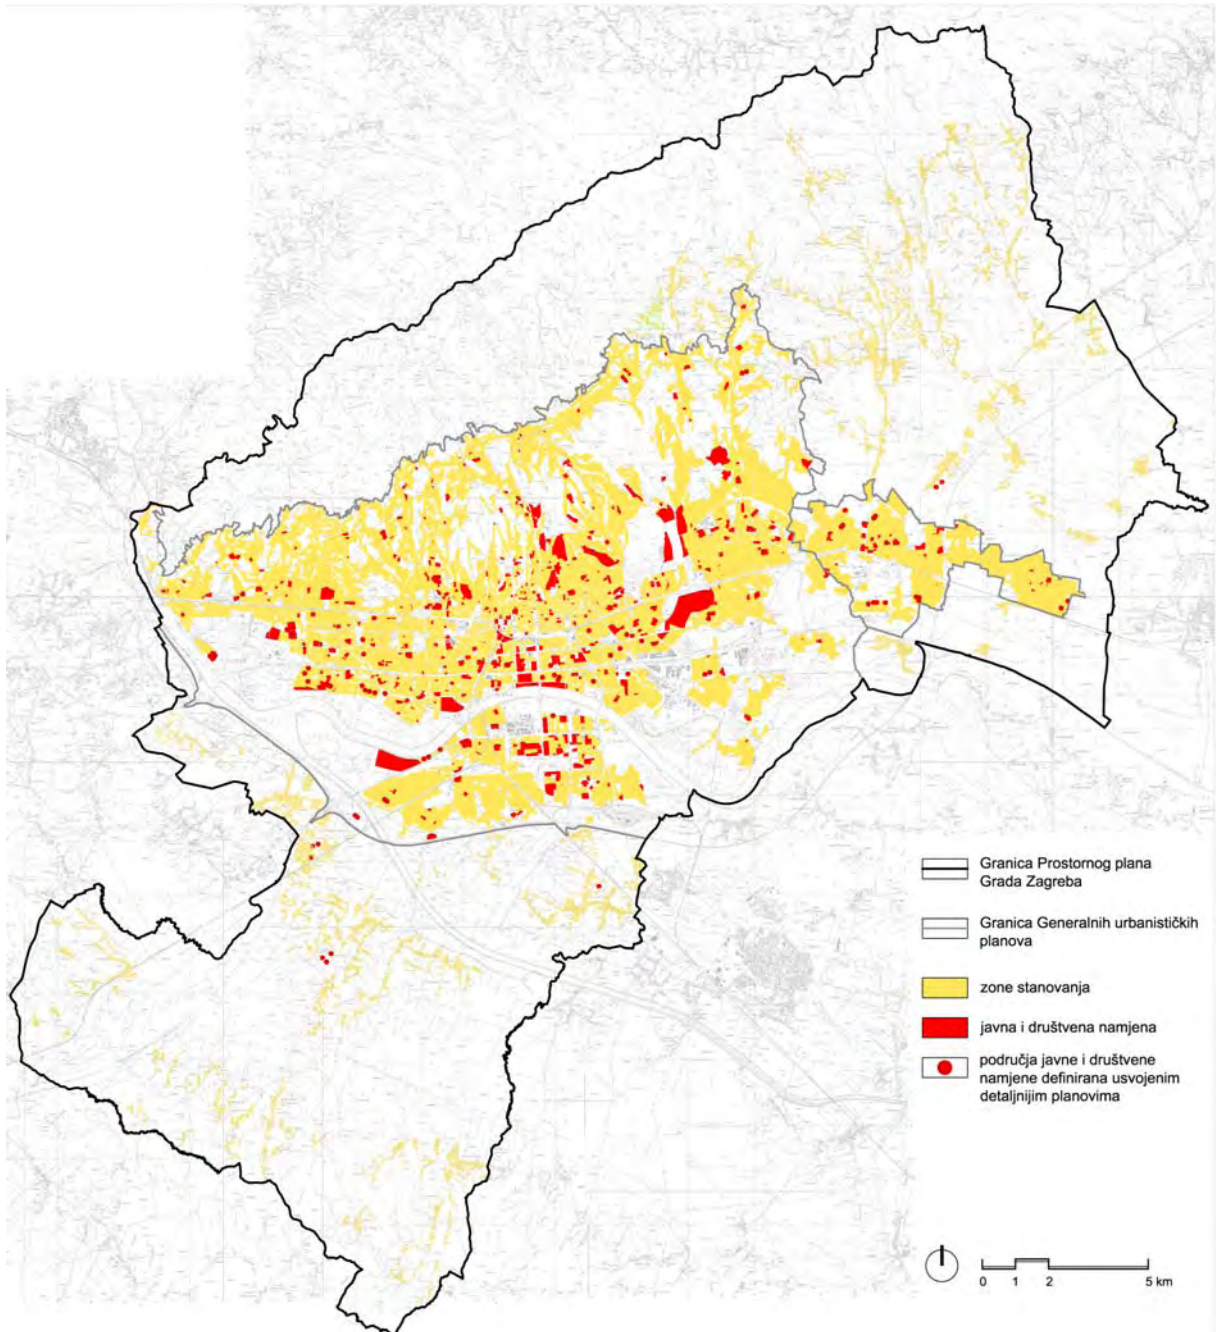 Granica Prostornog plana
Grada Zagreba
Granica Generalnih urbanističkih
planova
zone stanovanja
javna i društvena namjena
područja javne i društvene
namjene definirana usvojenim
detaljnijim planovima
0 1 2 5 km